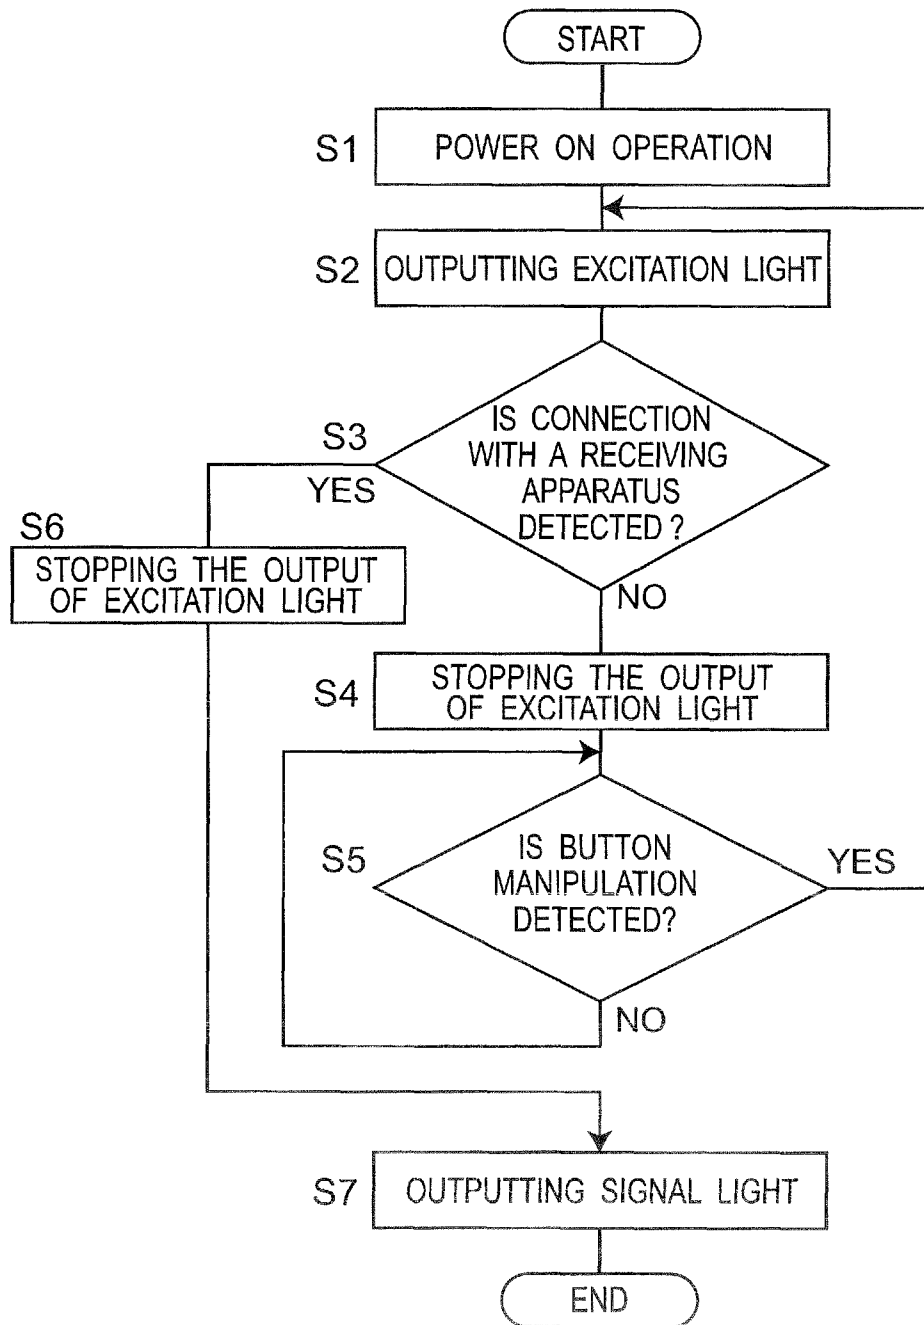 START
S1
POWER ON OPERATION
S2
OUTPUTTING EXCITATION LIGHT
S3
IS CONNECTION
WITH A RECEIVING
APPARATUS
DETECTED?
YES
NO
S6
STOPPING THE OUTPUT
OF EXCITATION LIGHT
S4
STOPPING THE OUTPUT
OF EXCITATION LIGHT
S5
IS BUTTON
MANIPULATION
DETECTED?
YES
NO
S7
OUTPUTTING SIGNAL LIGHT
END